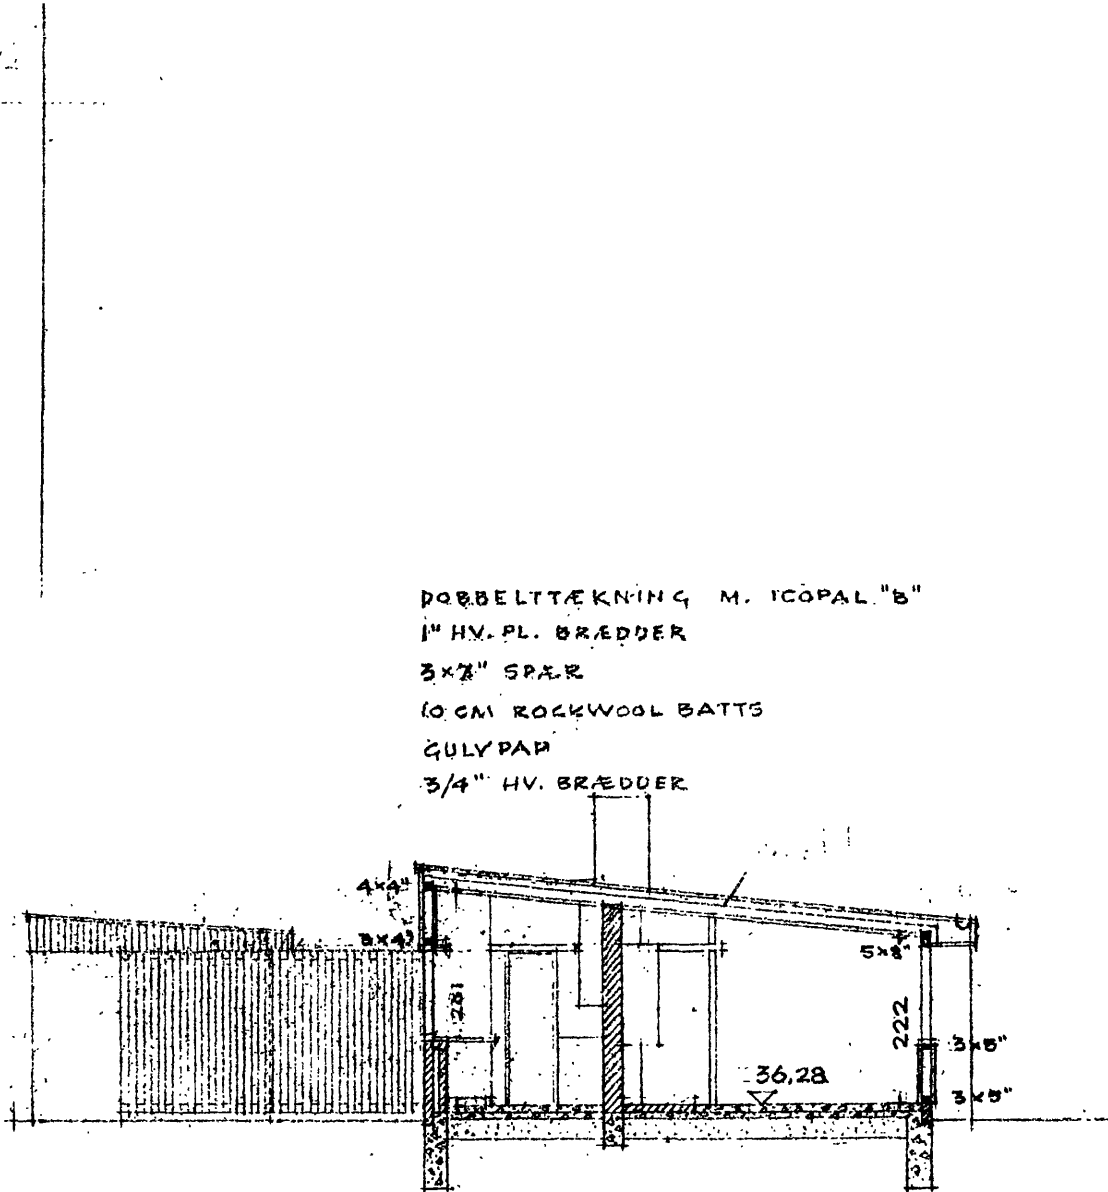 DOBBELTTÆKNING M. ICOPAL "B"
1" HV. PL. BRÆDDER
3×7" SPÆR
10 CM ROCKWOOL BATTS
GULVPAP
3/4" HV. BRÆDDER
4×4"
3×4"
5×8"
281
222
3×5"
36,28
3×5"